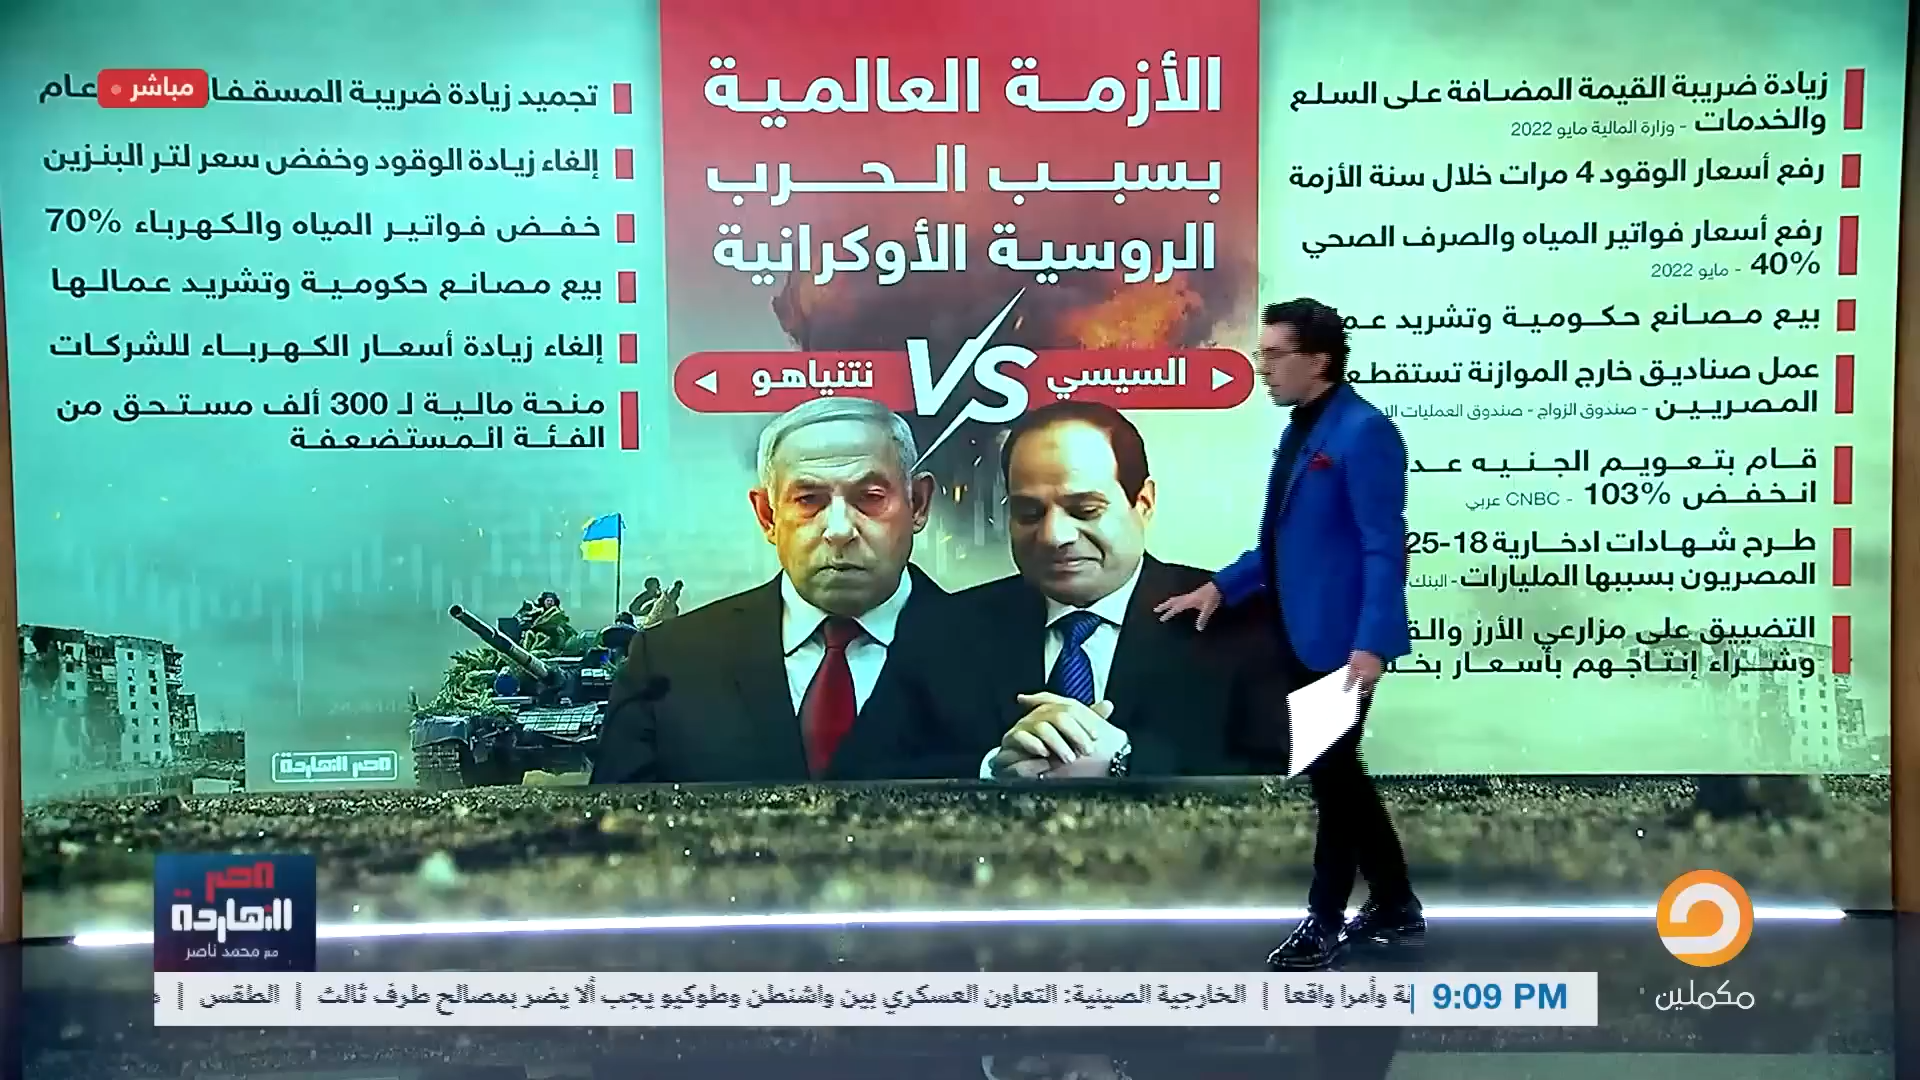 الأزمة العالمية
بسبب الحرب
الروسية الأوكرانية
VS
السيسي
نتنياهو
زيادة ضريبة القيمة المضافة على السلع
والخدمات - وزارة المالية مايو 2022
رفع أسعار الوقود 4 مرات خلال سنة الأزمة
رفع أسعار فواتير المياه والصرف الصحي
40% - مايو 2022
بيع مصانع حكومية وتشريد
عمل صناديق خارج الموازنة تستقطع
المصريين - صندوق الزواج - صندوق العمليات
قام بتعويم الجنيه
انخفض 103% - CNBC عربي
طرح شهادات ادخارية 18-25
المصريون بسببها المليارات - البنك
التضييق على مزارعي الأرز
وشراء إنتاجهم بأسعار
مباشر
تجميد زيادة ضريبة عام
إلغاء زيادة الوقود وخفض سعر لتر البنزين
خفض فواتير المياه والكهرباء 70%
بيع مصانع حكومية وتشريد عمالها
إلغاء زيادة أسعار الكهرباء للشركات
منحة مالية لـ 300 ألف مستحق من
الفئة المستضعفة
مصر النهاردة
مصر
النهاردة
مع محمد ناصر
مكملين
9:09 PM
وأمرا واقعا | الخارجية الصينية: التعاون العسكري بين واشنطن وطوكيو يجب ألا يضر بمصالح طرف ثالث | الطقس |